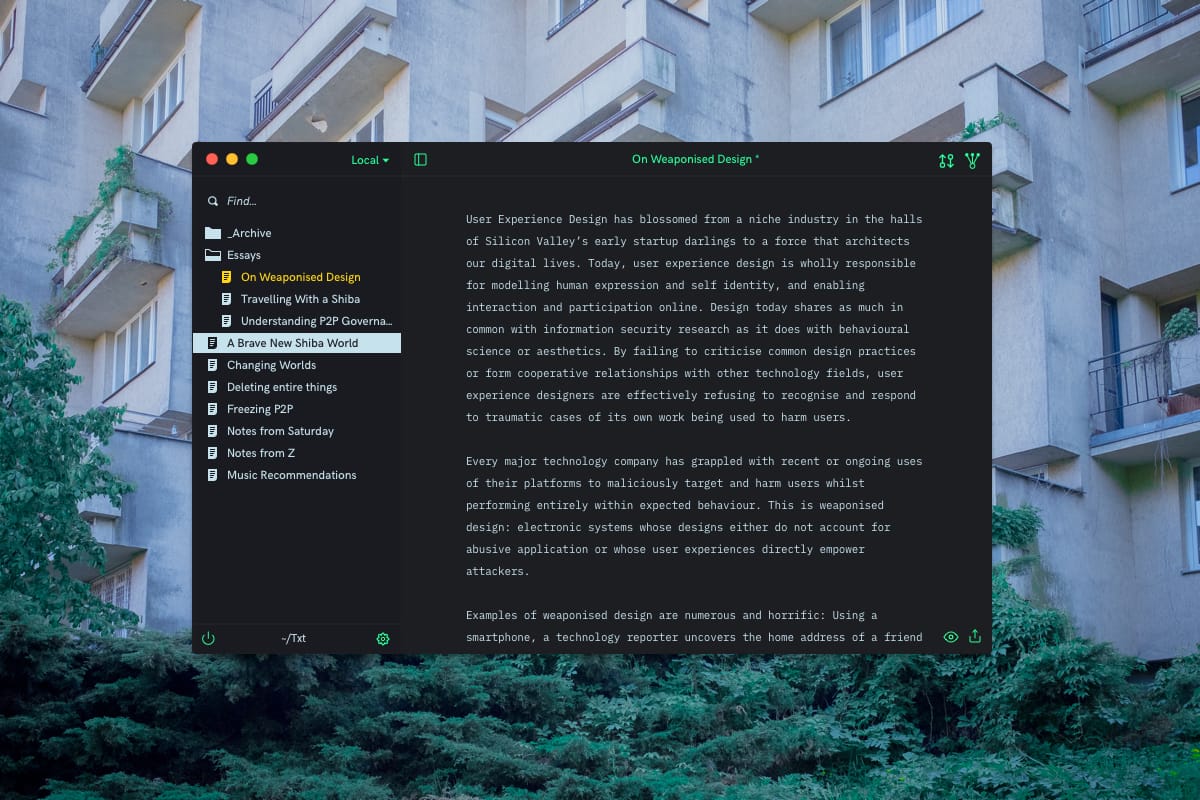 Local
On Weaponised Design *
Find...
_Archive
Essays
On Weaponised Design
Travelling With a Shiba
Understanding P2P Governa...
A Brave New Shiba World
Changing Worlds
Deleting entire things
Freezing P2P
Notes from Saturday
Notes from Z
Music Recommendations
~/Txt
User Experience Design has blossomed from a niche industry in the halls
of Silicon Valley’s early startup darlings to a force that architects
our digital lives. Today, user experience design is wholly responsible
for modelling human expression and self identity, and enabling
interaction and participation online. Design today shares as much in
common with information security research as it does with behavioural
science or aesthetics. By failing to criticise common design practices
or form cooperative relationships with other technology fields, user
experience designers are effectively refusing to recognise and respond
to traumatic cases of its own work being used to harm users.
Every major technology company has grappled with recent or ongoing uses
of their platforms to maliciously target and harm users whilst
performing entirely within expected behaviour. This is weaponised
design: electronic systems whose designs either do not account for
abusive application or whose user experiences directly empower
attackers.
Examples of weaponised design are numerous and horrific: Using a
smartphone, a technology reporter uncovers the home address of a friend